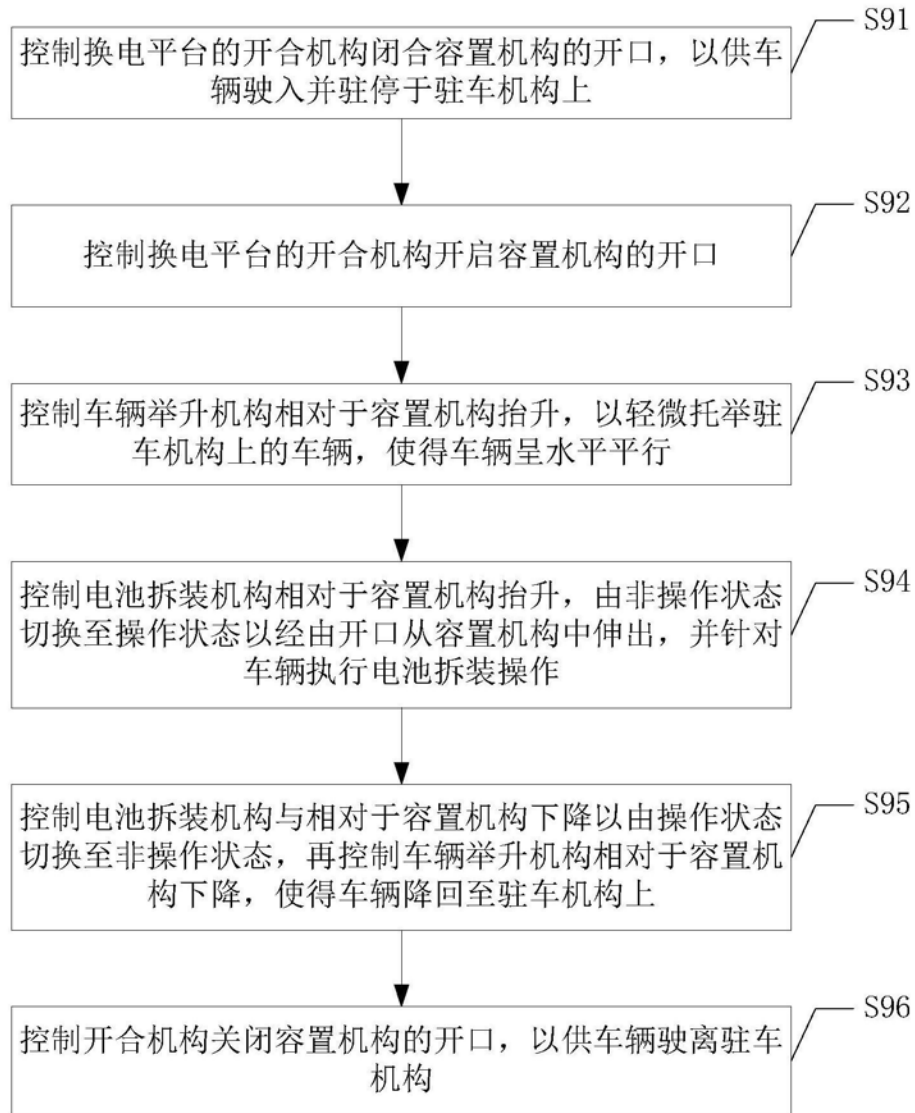 S91
控制换电平台的开合机构闭合容置机构的开口，以供车
辆驶入并驻停于驻车机构上
S92
控制换电平台的开合机构开启容置机构的开口
S93
控制车辆举升机构相对于容置机构抬升，以轻微托举驻
车机构上的车辆，使得车辆呈水平平行
S94
控制电池拆装机构相对于容置机构抬升，由非操作状态
切换至操作状态以经由开口从容置机构中伸出，并针对
车辆执行电池拆装操作
S95
控制电池拆装机构与相对于容置机构下降以由操作状态
切换至非操作状态，再控制车辆举升机构相对于容置机
构下降，使得车辆降回至驻车机构上
S96
控制开合机构关闭容置机构的开口，以供车辆驶离驻车
机构